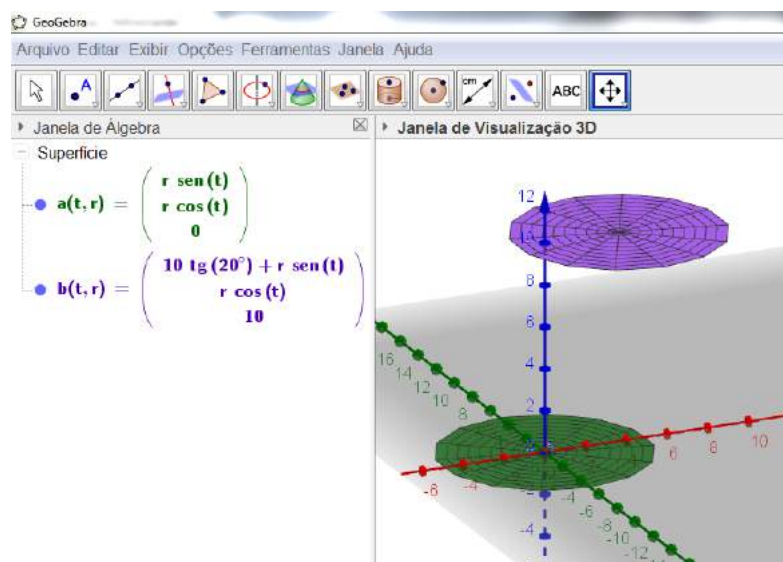 GeoGebra
Arquivo Editar Exibir Opções Ferramentas Janela Ajuda
A
cm
ABC
Janela de Álgebra
Janela de Visualização 3D
Superfície
a(t,r) = ( r sen(t)
r cos(t)
0 )
b(t,r) = ( 10 tg(20°) + r sen(t)
r cos(t)
10 )
12
8
6
4
2
-4
16
14
12
10
8
-4
-6
-8
-10
-12
-6
-4
6
8
10